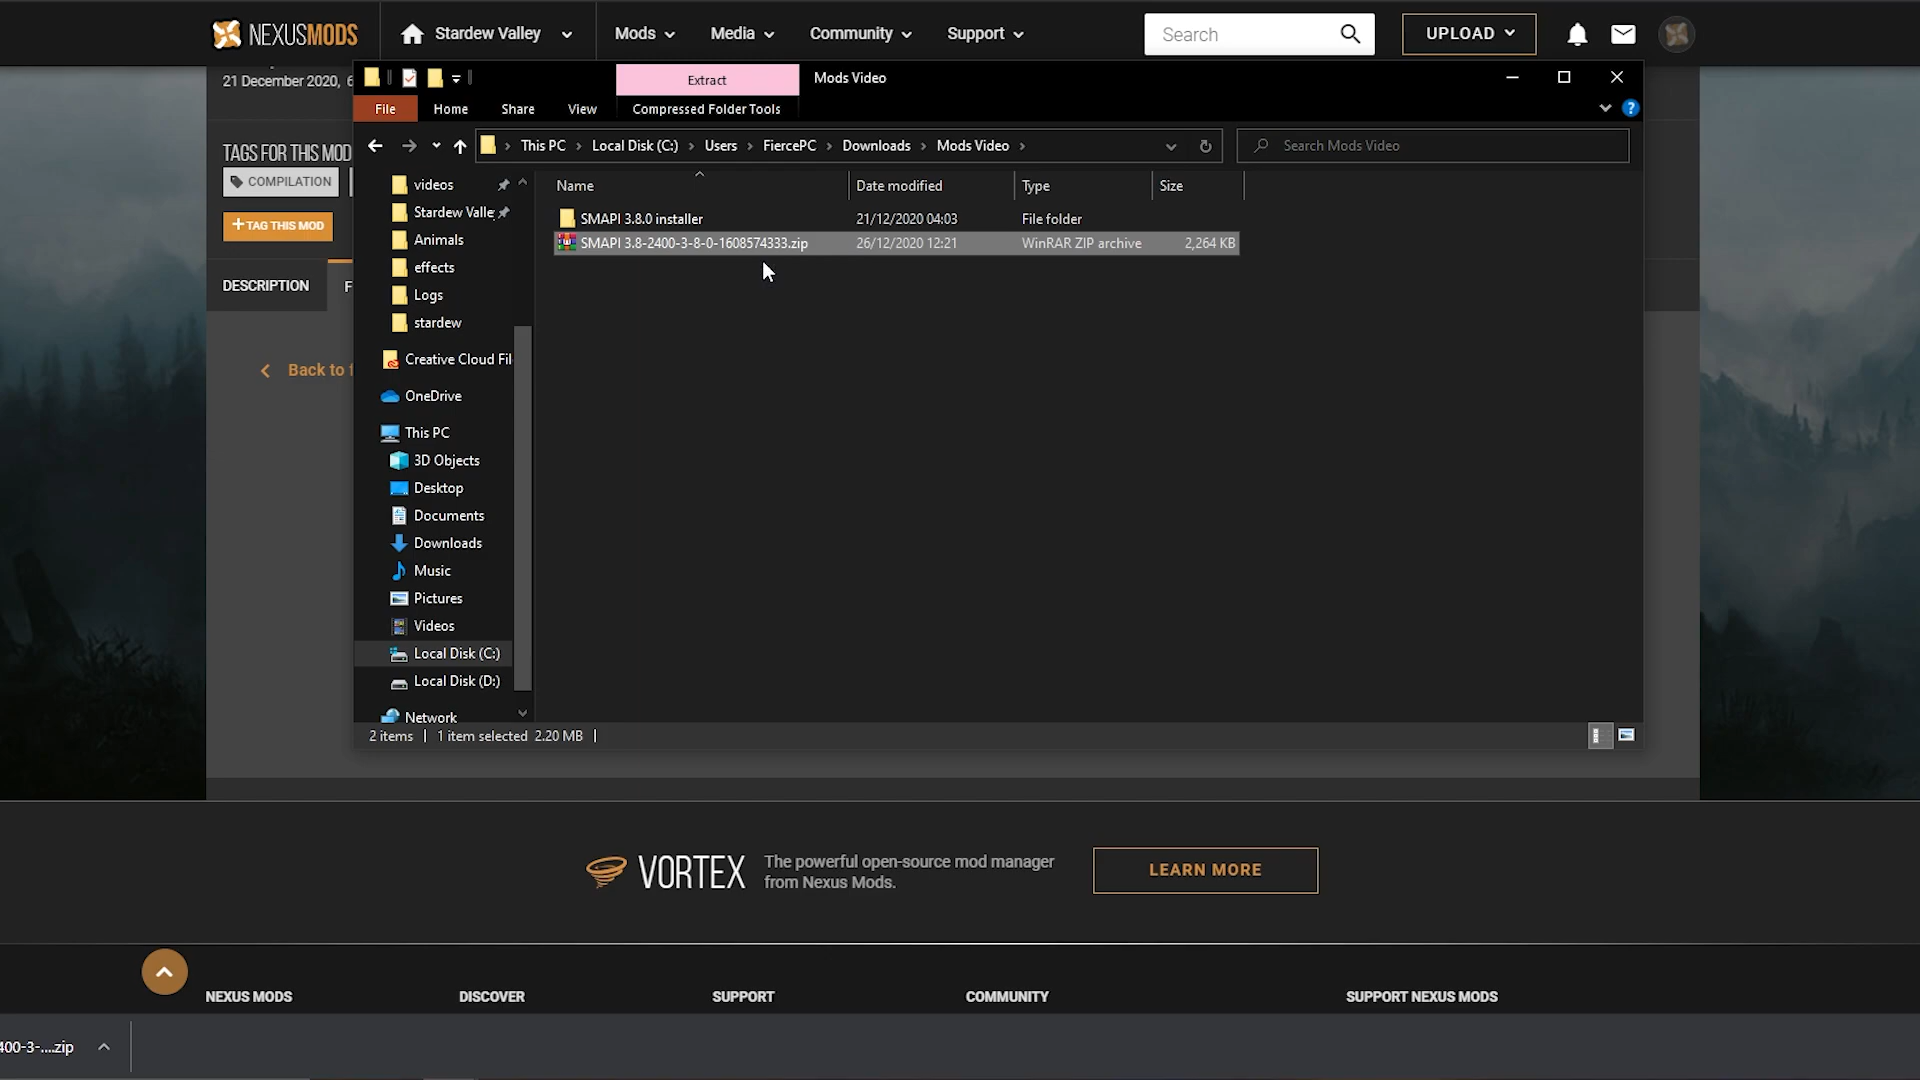 NEXUSMODS
Stardew Valley
Mods
Media
Community
Support
Search
UPLOAD
21 December 2020, 6
TAGS FOR THIS MOD
COMPILATION
+TAG THIS MOD
DESCRIPTION
F
Back to f
Extract
Mods Video
File
Home
Share
View
Compressed Folder Tools
?
This PC > Local Disk (C:) > Users > FiercePC > Downloads > Mods Video >
Search Mods Video
videos
Stardew Valle
Animals
effects
Logs
stardew
Creative Cloud Fil
OneDrive
This PC
3D Objects
Desktop
Documents
Downloads
Music
Pictures
Videos
Local Disk (C:)
Local Disk (D:)
Network
Name
Date modified
Type
Size
SMAPI 3.8.0 installer
21/12/2020 04:03
File folder
SMAPI 3.8-2400-3-8-0-1608574333.zip
26/12/2020 12:21
WinRAR ZIP archive
2,264 KB
2 items
1 item selected 2.20 MB
VORTEX
The powerful open-source mod manager
from Nexus Mods.
LEARN MORE
NEXUS MODS
DISCOVER
SUPPORT
COMMUNITY
SUPPORT NEXUS MODS
400-3-....zip